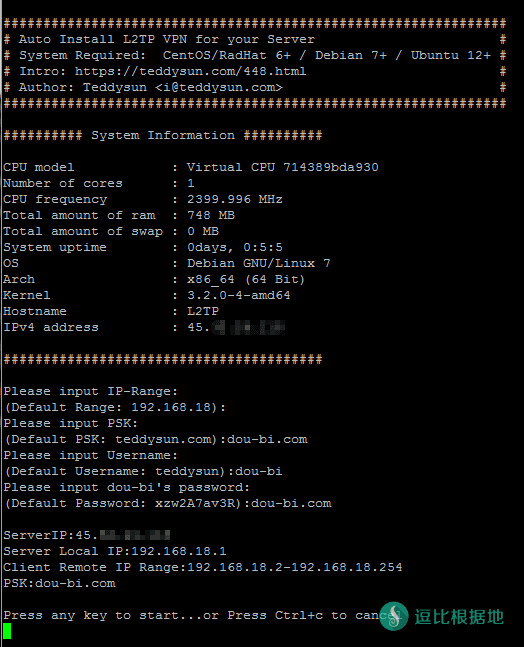 ###############################################################
# Auto Install L2TP VPN for your Server #
# System Required: CentOS/RadHat 6+ / Debian 7+ / Ubuntu 12+ #
# Intro: https://teddysun.com/448.html #
# Author: Teddysun <i@teddysun.com> #
###############################################################
########## System Information ##########
CPU model : Virtual CPU 714389bda930
Number of cores : 1
CPU frequency : 2399.996 MHz
Total amount of ram : 748 MB
Total amount of swap : 0 MB
System uptime : 0days, 0:5:5
OS : Debian GNU/Linux 7
Arch : x86_64 (64 Bit)
Kernel : 3.2.0-4-amd64
Hostname : L2TP
IPv4 address : 45.
########################################
Please input IP-Range:
(Default Range: 192.168.18):
Please input PSK:
(Default PSK: teddysun.com):dou-bi.com
Please input Username:
(Default Username: teddysun):dou-bi
Please input dou-bi's password:
(Default Password: xzw2A7av3R):dou-bi.com
ServerIP:45.
Server Local IP:192.168.18.1
Client Remote IP Range:192.168.18.2-192.168.18.254
PSK:dou-bi.com
Press any key to start...or Press Ctrl+c to cancel
逗比根据地